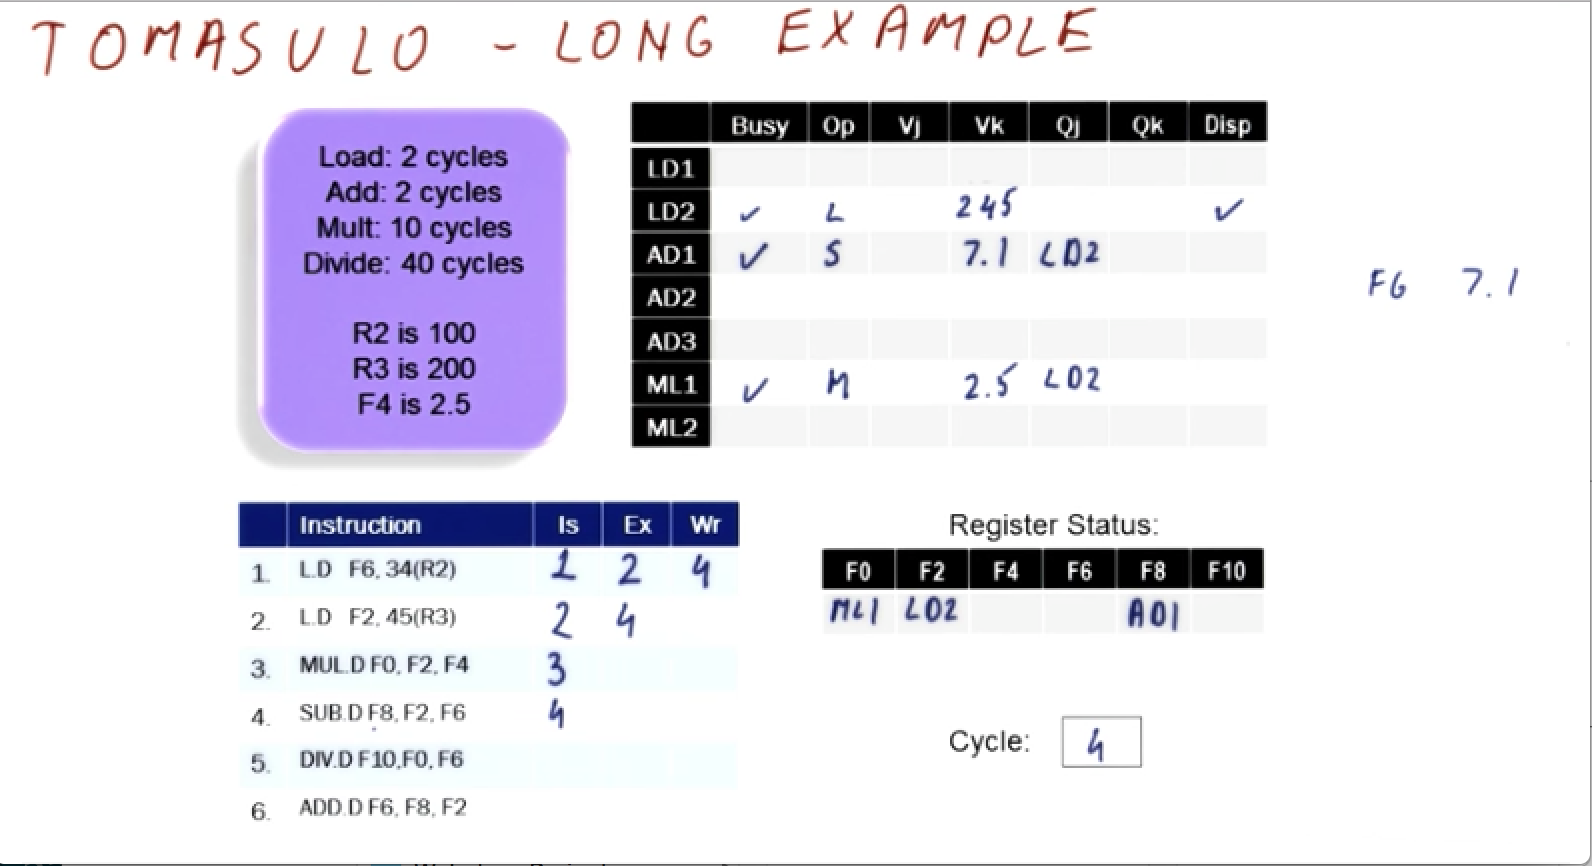 TOMASULO - LONG EXAMPLE
Load: 2 cycles
Add: 2 cycles
Mult: 10 cycles
Divide: 40 cycles
R2 is 100
R3 is 200
F4 is 2.5
Busy Op Vj Vk Qj Qk Disp
LD1
LD2 ✓ L 245 ✓
AD1 ✓ S 7.1 LD2
AD2
AD3
ML1 ✓ M 2.5 LD2
ML2
F6 7.1
Instruction Is Ex Wr
1. L.D F6, 34(R2) 1 2 4
2. L.D F2, 45(R3) 2 4
3. MUL.D F0, F2, F4 3
4. SUB.D F8, F2, F6 4
5. DIV.D F10,F0, F6
6. ADD.D F6, F8, F2
Register Status:
F0 F2 F4 F6 F8 F10
ML1 LD2 AD1
Cycle: 4